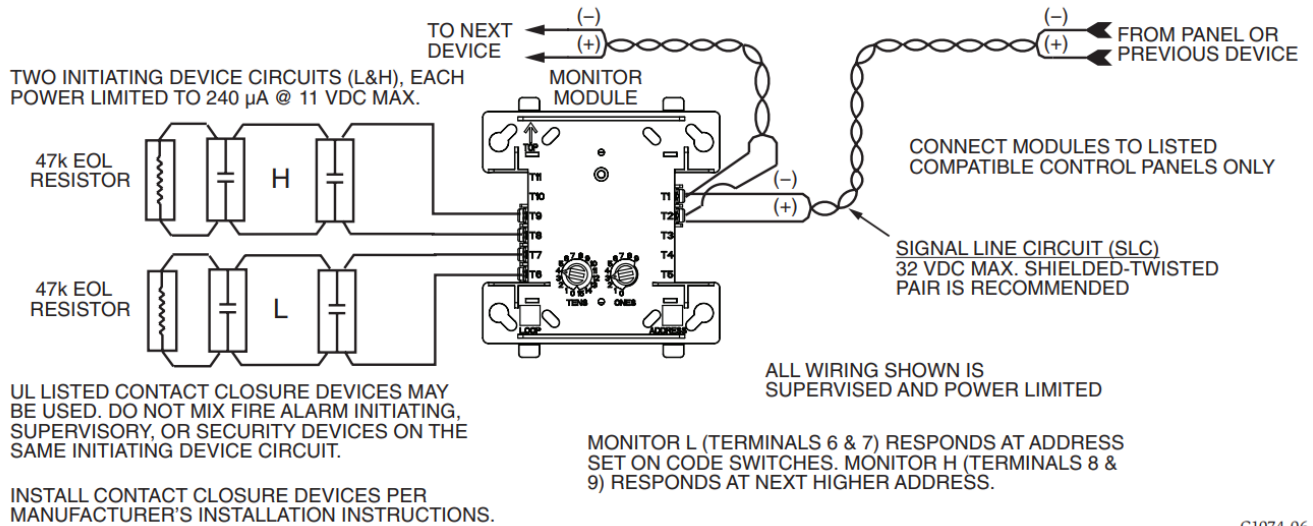 TO NEXT
DEVICE
(−)
(+)
(−)
(+)
FROM PANEL OR
PREVIOUS DEVICE
TWO INITIATING DEVICE CIRCUITS (L&H), EACH
POWER LIMITED TO 240 µA @ 11 VDC MAX.
MONITOR
MODULE
CONNECT MODULES TO LISTED
COMPATIBLE CONTROL PANELS ONLY
47k EOL
RESISTOR
H
TOP
T11
T10
T9
T8
T7
T6
T1
T2
T3
T4
T5
(−)
(+)
SIGNAL LINE CIRCUIT (SLC)
32 VDC MAX. SHIELDED-TWISTED
PAIR IS RECOMMENDED
47k EOL
RESISTOR
L
TENS
ONES
LOOP
ADDRESS
ALL WIRING SHOWN IS
SUPERVISED AND POWER LIMITED
UL LISTED CONTACT CLOSURE DEVICES MAY
BE USED. DO NOT MIX FIRE ALARM INITIATING,
SUPERVISORY, OR SECURITY DEVICES ON THE
SAME INITIATING DEVICE CIRCUIT.
MONITOR L (TERMINALS 6 & 7) RESPONDS AT ADDRESS
SET ON CODE SWITCHES. MONITOR H (TERMINALS 8 &
9) RESPONDS AT NEXT HIGHER ADDRESS.
INSTALL CONTACT CLOSURE DEVICES PER
MANUFACTURER'S INSTALLATION INSTRUCTIONS.